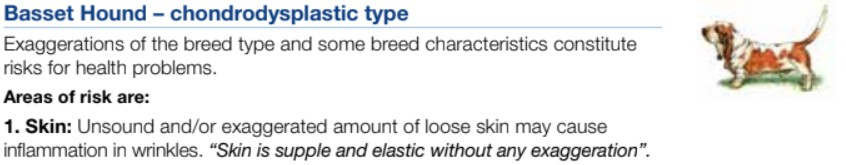 Basset Hound – chondrodysplastic type
Exaggerations of the breed type and some breed characteristics constitute
risks for health problems.
Areas of risk are:
1. Skin: Unsound and/or exaggerated amount of loose skin may cause
inflammation in wrinkles. “Skin is supple and elastic without any exaggeration”.